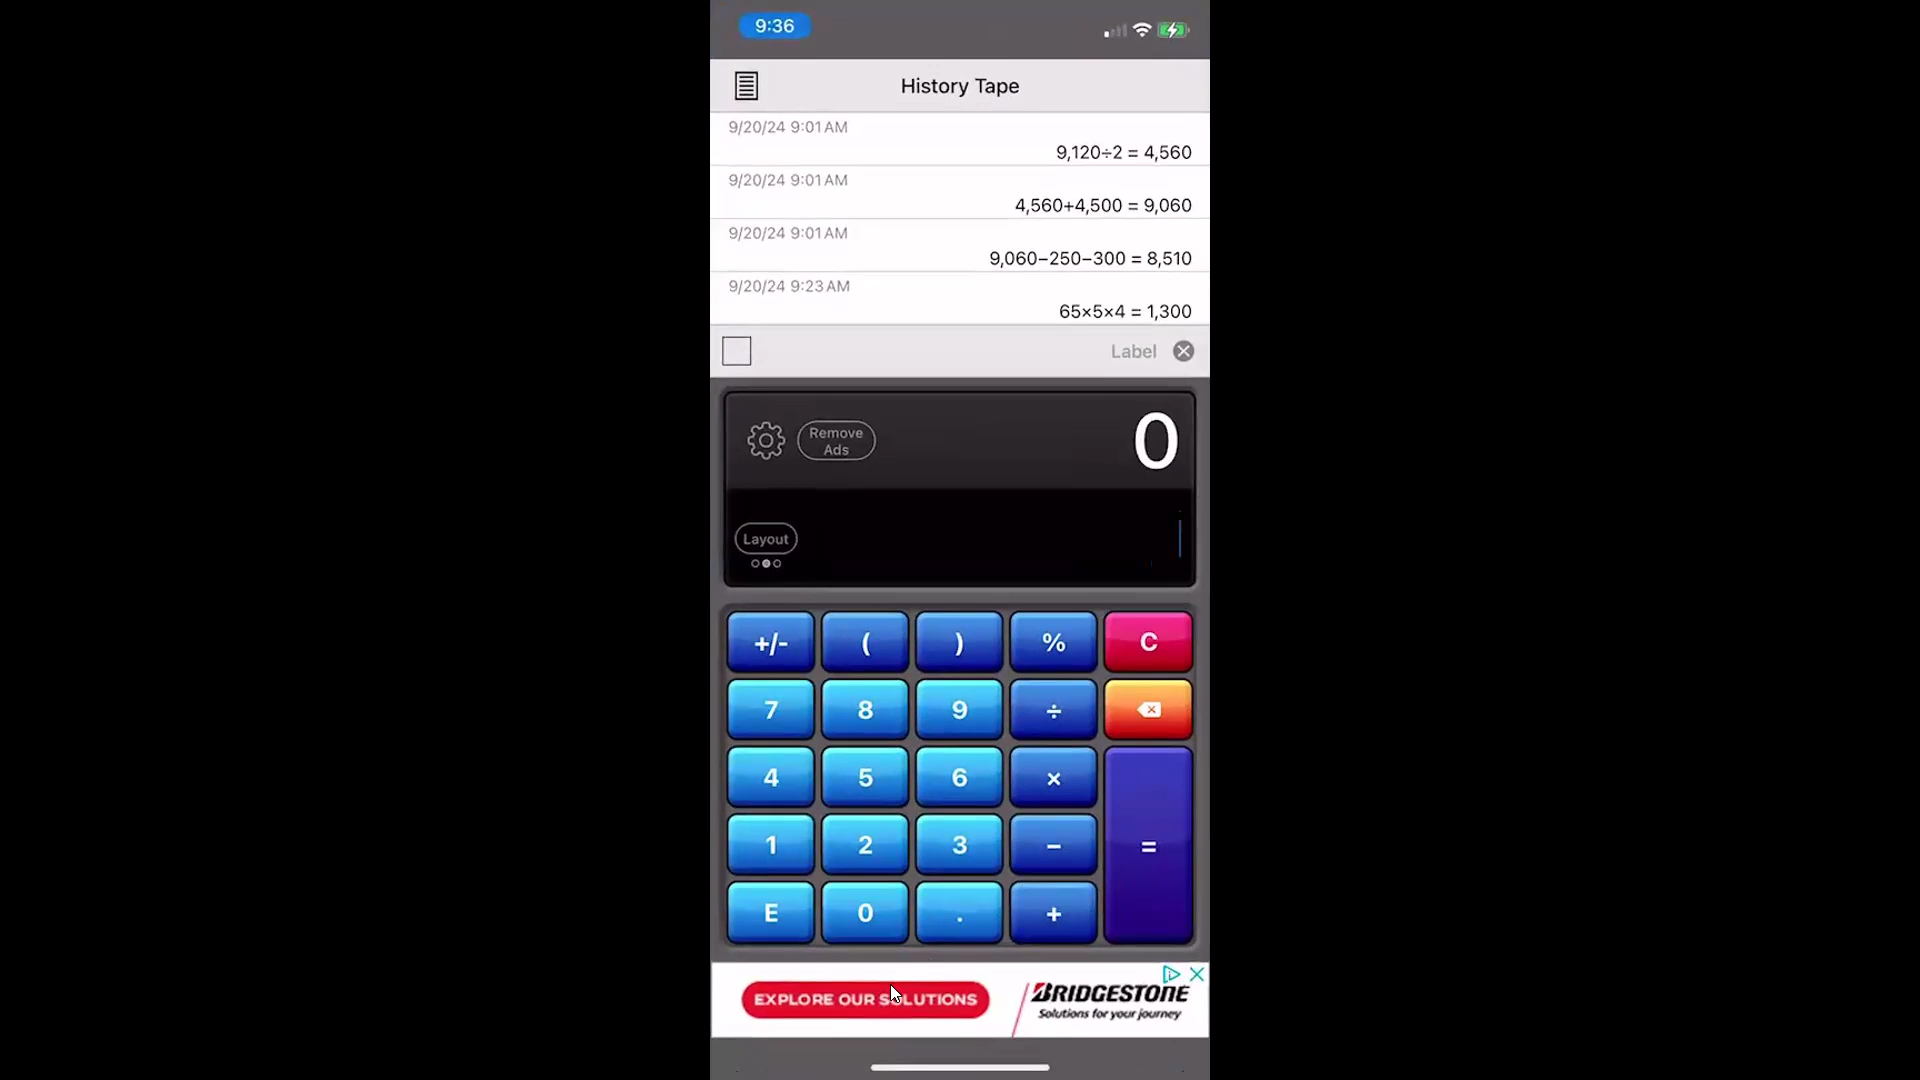 9:36
History Tape
9/20/24 9:01 AM
9,120÷2 = 4,560
9/20/24 9:01 AM
4,560+4,500 = 9,060
9/20/24 9:01 AM
9,060−250−300 = 8,510
9/20/24 9:23 AM
65×5×4 = 1,300
Label
Remove
Ads
0
Layout
+/- ( ) % C
7 8 9 ÷
4 5 6 ×
1 2 3 − =
E 0 . +
EXPLORE OUR SOLUTIONS
BRIDGESTONE
Solutions for your journey